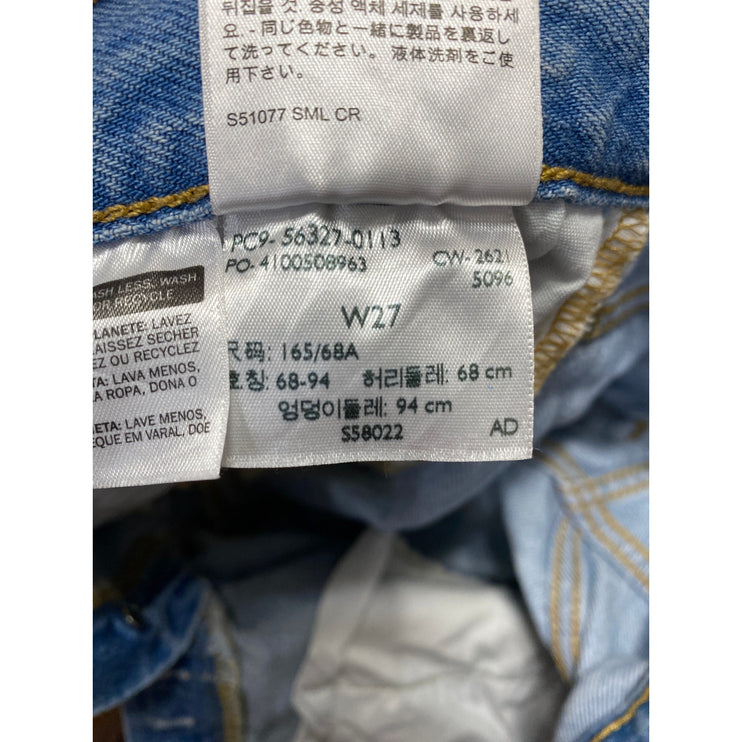 뒤집을 것 중성 액체 세제를 사용하세
요. - 同じ色物と一緒に製品を裏返し
て洗ってください。液体洗剤をご使
用下さい。
S51077 SML CR
PC9- 56327-0113
PO- 4100508963
CW- 2621
5096
W27
尺码: 165/68A
호칭: 68-94 허리둘레: 68 cm
엉덩이둘레: 94 cm
S58022 AD
LESS. WASH
OR RECYCLE
LANETE: LAVEZ
AISSEZ SECHER
EZ OU RECYCLEZ
TA: LAVA MENOS,
A ROPA, DONA O
ETA: LAVE MENOS,
EQUE EM VARAL, DOE